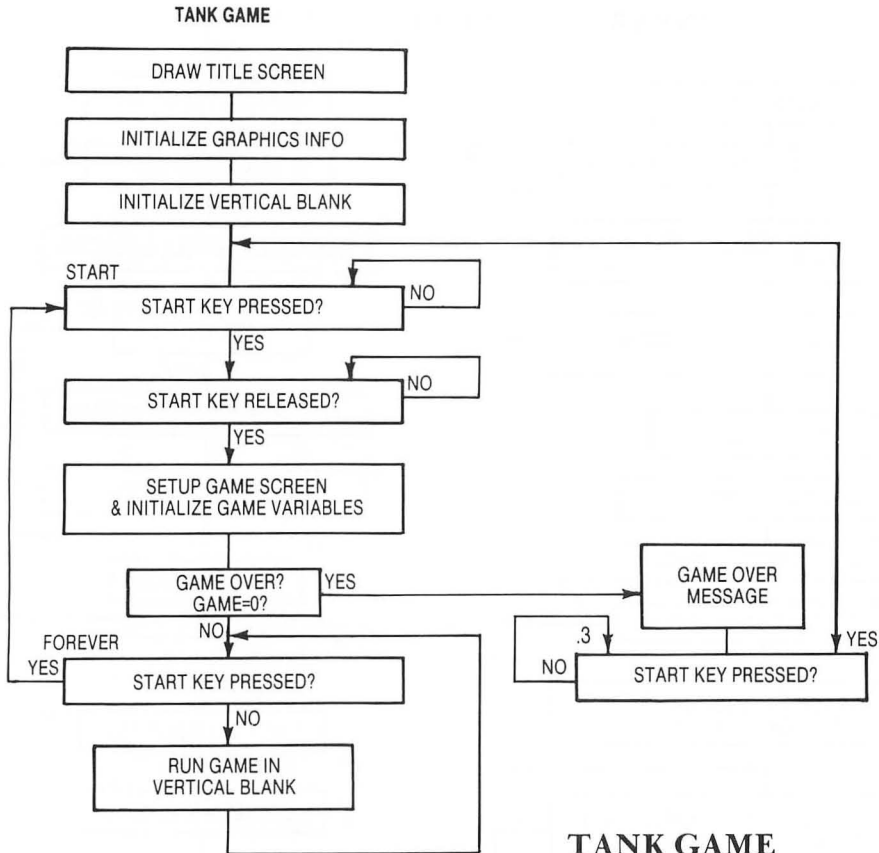 TANK GAME
DRAW TITLE SCREEN
INITIALIZE GRAPHICS INFO
INITIALIZE VERTICAL BLANK
START
START KEY PRESSED?
NO
YES
START KEY RELEASED?
NO
YES
SETUP GAME SCREEN
& INITIALIZE GAME VARIABLES
GAME OVER?
GAME=0?
YES
NO
GAME OVER
MESSAGE
.3
NO
YES
START KEY PRESSED?
FOREVER
YES
START KEY PRESSED?
NO
RUN GAME IN
VERTICAL BLANK
TANK GAME